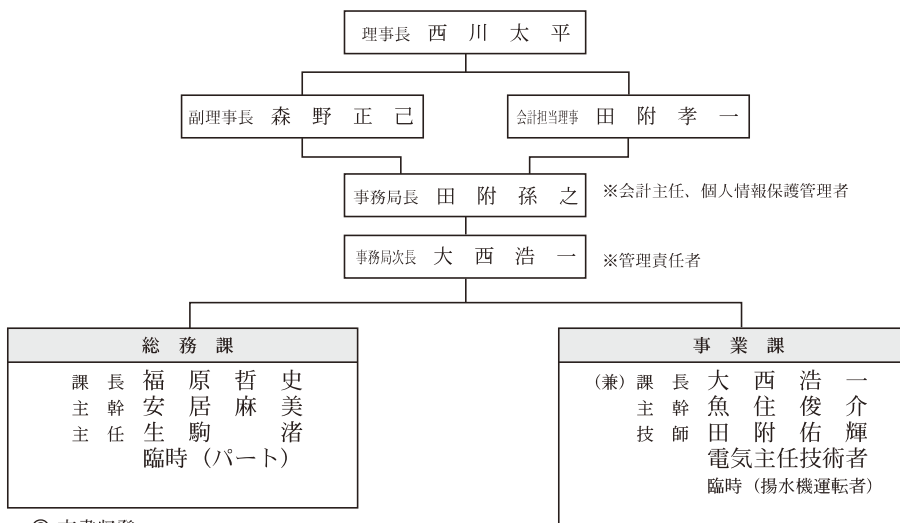 理事長 西川太平
副理事長 森野正己
会計担当理事 田附孝一
事務局長 田附孫之
※会計主任、個人情報保護管理者
事務局次長 大西浩一
※管理責任者
総務課
課長 福原哲史
主幹 安居麻美
主任 生駒 渚
臨時（パート）
事業課
（兼）課長 大西浩一
主幹 魚住俊介
技師 田附佑輝
電気主任技術者
臨時（揚水機運転者）